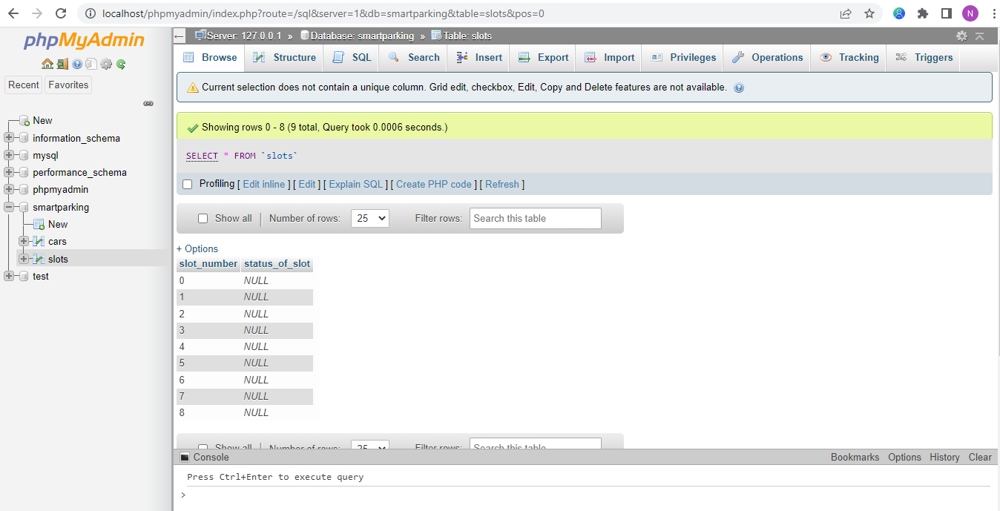 localhost/phpmyadmin/index.php?route=/sql&server=1&db=smartparking&table=slots&pos=0
N
phpMyAdmin
Recent Favorites
New
information_schema
mysql
performance_schema
phpmyadmin
smartparking
New
cars
slots
test
Server: 127.0.0.1 » Database: smartparking » Table: slots
Browse Structure SQL Search Insert Export Import Privileges Operations Tracking Triggers
Current selection does not contain a unique column. Grid edit, checkbox, Edit, Copy and Delete features are not available.
Showing rows 0 - 8 (9 total, Query took 0.0006 seconds.)
SELECT * FROM `slots`
Profiling [ Edit inline ] [ Edit ] [ Explain SQL ] [ Create PHP code ] [ Refresh ]
Show all | Number of rows: 25 Filter rows: Search this table
+ Options
slot_number status_of_slot
0 NULL
1 NULL
2 NULL
3 NULL
4 NULL
5 NULL
6 NULL
7 NULL
8 NULL
Show all | Number of rows: 25 Filter rows: Search this table
Console Bookmarks Options History Clear
Press Ctrl+Enter to execute query
>